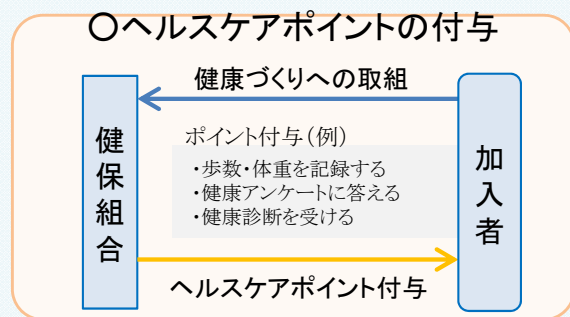 〇ヘルスケアポイントの付与
健康づくりへの取組
健保組合
ポイント付与(例)
・歩数・体重を記録する
・健康アンケートに答える
・健康診断を受ける
加入者
ヘルスケアポイント付与